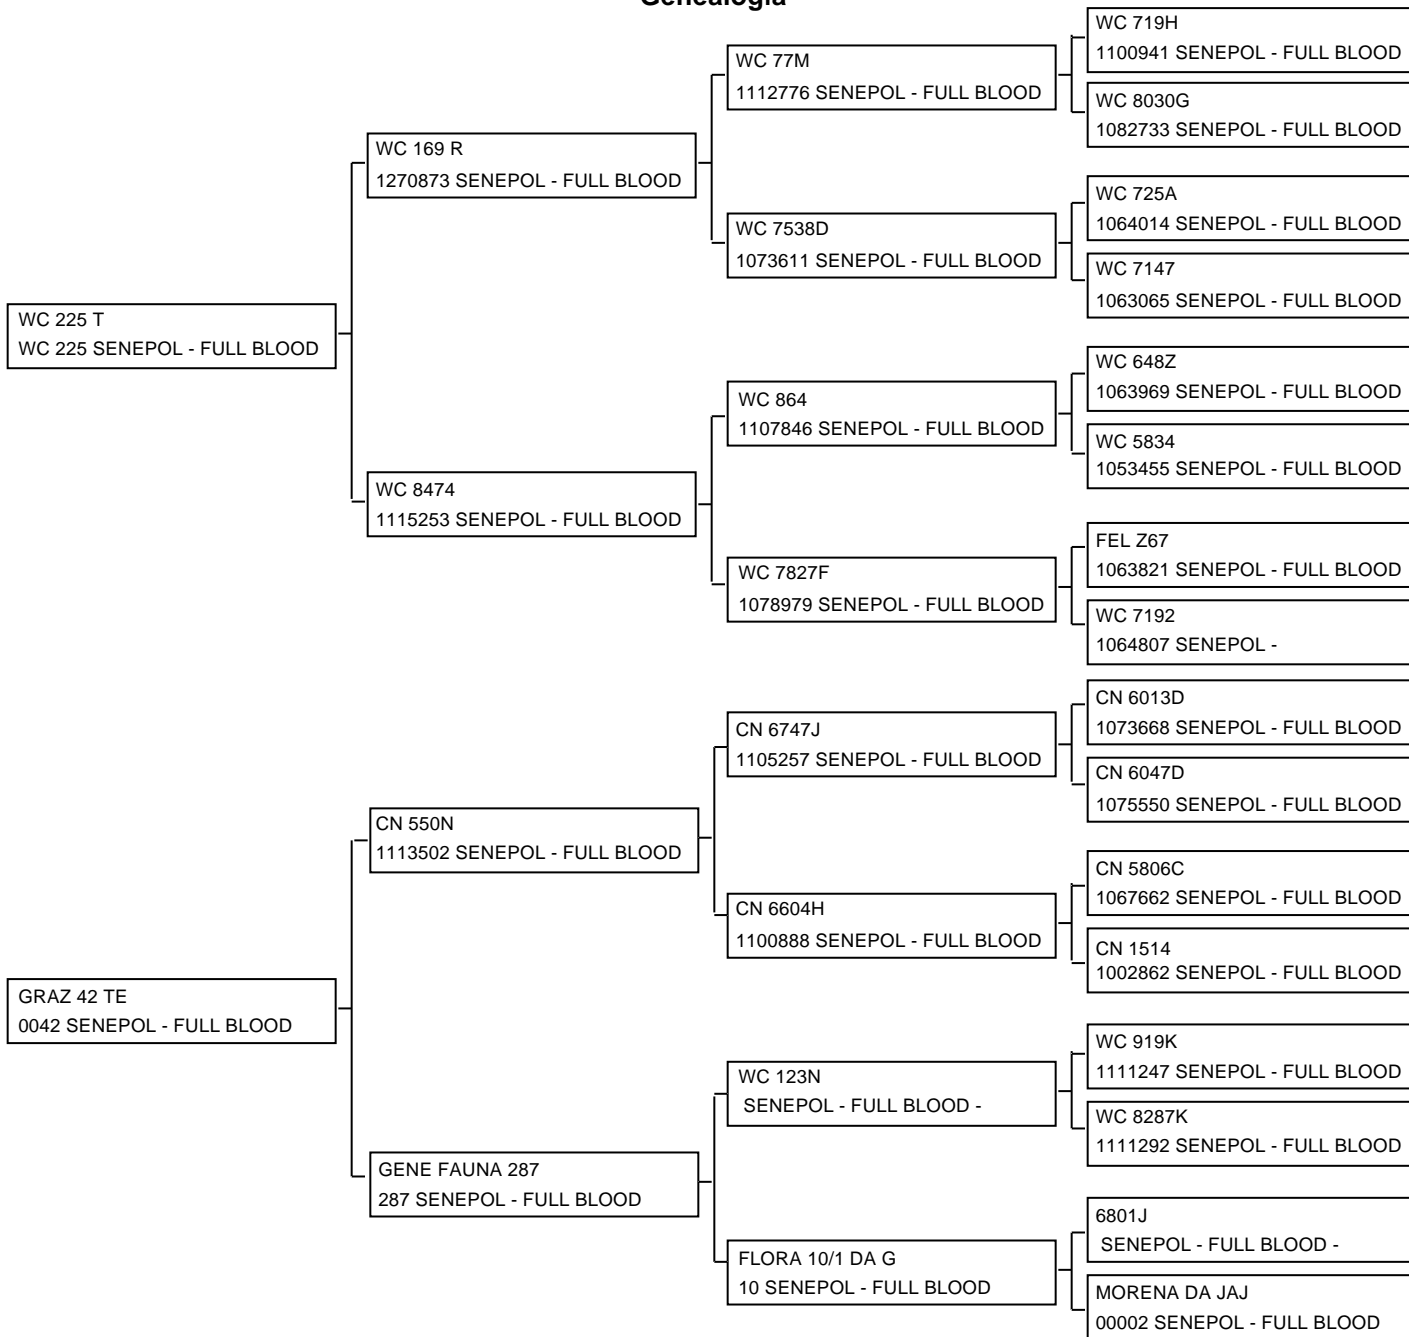 Genealogia
WC 719H
1100941 SENEPOL - FULL BLOOD
WC 77M
1112776 SENEPOL - FULL BLOOD
WC 8030G
1082733 SENEPOL - FULL BLOOD
WC 169 R
1270873 SENEPOL - FULL BLOOD
WC 725A
1064014 SENEPOL - FULL BLOOD
WC 7538D
1073611 SENEPOL - FULL BLOOD
WC 7147
1063065 SENEPOL - FULL BLOOD
WC 225 T
WC 225 SENEPOL - FULL BLOOD
WC 648Z
1063969 SENEPOL - FULL BLOOD
WC 864
1107846 SENEPOL - FULL BLOOD
WC 5834
1053455 SENEPOL - FULL BLOOD
WC 8474
1115253 SENEPOL - FULL BLOOD
FEL Z67
1063821 SENEPOL - FULL BLOOD
WC 7827F
1078979 SENEPOL - FULL BLOOD
WC 7192
1064807 SENEPOL -
CN 6013D
1073668 SENEPOL - FULL BLOOD
CN 6747J
1105257 SENEPOL - FULL BLOOD
CN 6047D
1075550 SENEPOL - FULL BLOOD
CN 550N
1113502 SENEPOL - FULL BLOOD
CN 5806C
1067662 SENEPOL - FULL BLOOD
CN 6604H
1100888 SENEPOL - FULL BLOOD
CN 1514
1002862 SENEPOL - FULL BLOOD
GRAZ 42 TE
0042 SENEPOL - FULL BLOOD
WC 919K
1111247 SENEPOL - FULL BLOOD
WC 123N
SENEPOL - FULL BLOOD -
WC 8287K
1111292 SENEPOL - FULL BLOOD
GENE FAUNA 287
287 SENEPOL - FULL BLOOD
6801J
SENEPOL - FULL BLOOD -
FLORA 10/1 DA G
10 SENEPOL - FULL BLOOD
MORENA DA JAJ
00002 SENEPOL - FULL BLOOD